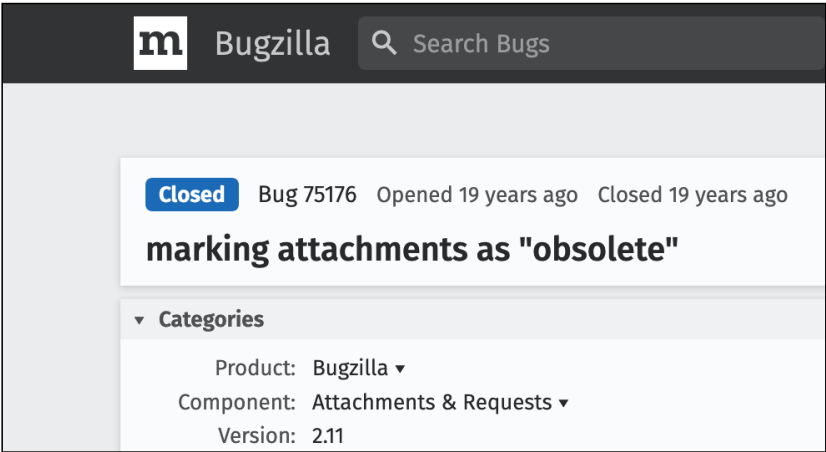 m Bugzilla Search Bugs
Closed Bug 75176 Opened 19 years ago Closed 19 years ago
marking attachments as "obsolete"
▾ Categories
Product: Bugzilla ▾
Component: Attachments & Requests ▾
Version: 2.11